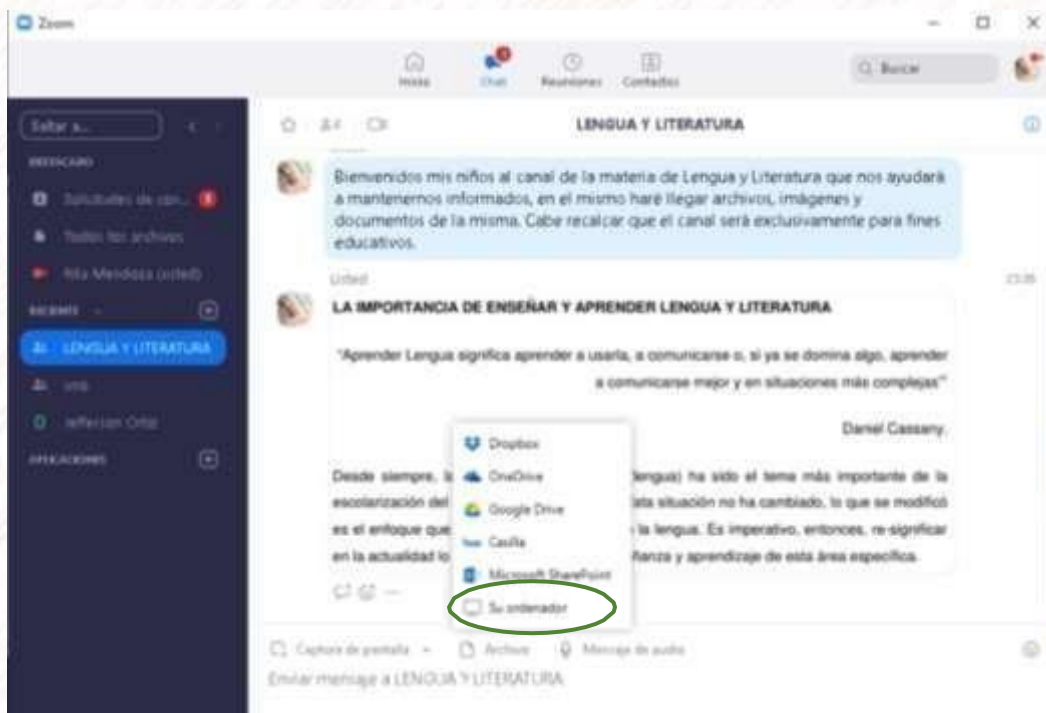 Zoom
Inicio
Chat
Reuniones
Contactos
Buscar
Saltar a...
DESTACADO
Solicitudes de con...
Todos los archivos
Rita Mendoza (usted)
RECIENTE
LENGUA Y LITERATURA
Jefferson Ortiz
APLICACIONES
LENGUA Y LITERATURA
Bienvenidos mis niños al canal de la materia de Lengua y Literatura que nos ayudará
a mantenernos informados, en el mismo haré llegar archivos, imágenes y
documentos de la misma. Cabe recalcar que el canal será exclusivamente para fines
educativos.
Usted
LA IMPORTANCIA DE ENSEÑAR Y APRENDER LENGUA Y LITERATURA
"Aprender Lengua significa aprender a usarla, a comunicarse o, si ya se domina algo, aprender
a comunicarse mejor y en situaciones más complejas"
Daniel Cassany.
Desde siempre, lengua) ha sido el tema más importante de la
escolarización del situación no ha cambiado, lo que se modificó
es el enfoque que la lengua. Es imperativo, entonces, re-significar
en la actualidad lo y aprendizaje de esta área específica.
Dropbox
OneDrive
Google Drive
Casilla
Microsoft SharePoint
Su ordenador
Captura de pantalla
Archivo
Mensaje de audio
Enviar mensaje a LENGUA Y LITERATURA